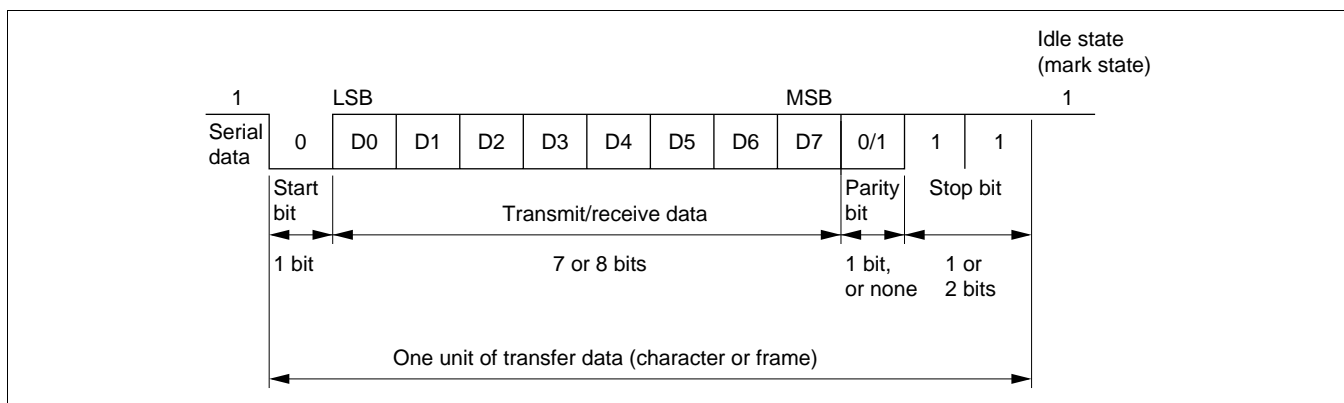 Idle state
(mark state)
1 LSB MSB 1
Serial
data
0 D0 D1 D2 D3 D4 D5 D6 D7 0/1 1 1
Start
bit
Transmit/receive data
Parity
bit
Stop bit
1 bit
7 or 8 bits
1 bit,
or none
1 or
2 bits
One unit of transfer data (character or frame)